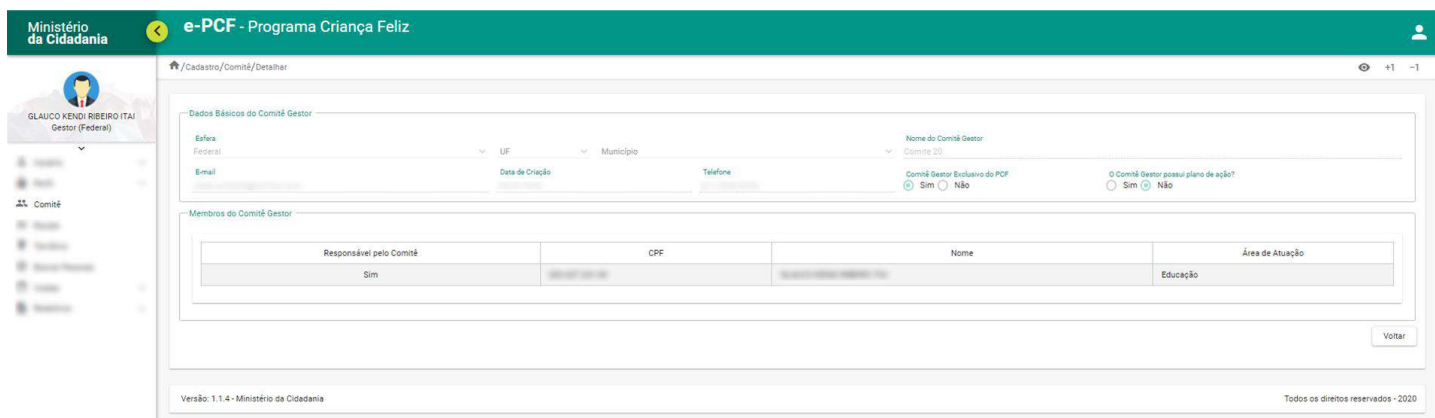 Ministério
da Cidadania
e-PCF - Programa Criança Feliz
/Cadastro/Comitê/Detalhar
+1 -1
GLAUCO KENDI RIBEIRO ITAI
Gestor (Federal)
Comitê
Dados Básicos do Comitê Gestor
Esfera
Federal
UF
Município
Nome do Comitê Gestor
Comite 20
E-mail
Data de Criação
Telefone
Comitê Gestor Exclusivo do PCF
Sim Não
O Comitê Gestor possui plano de ação?
Sim Não
Membros do Comitê Gestor
Responsável pelo Comitê CPF Nome Área de Atuação
Sim Educação
Voltar
Versão: 1.1.4 - Ministério da Cidadania Todos os direitos reservados - 2020